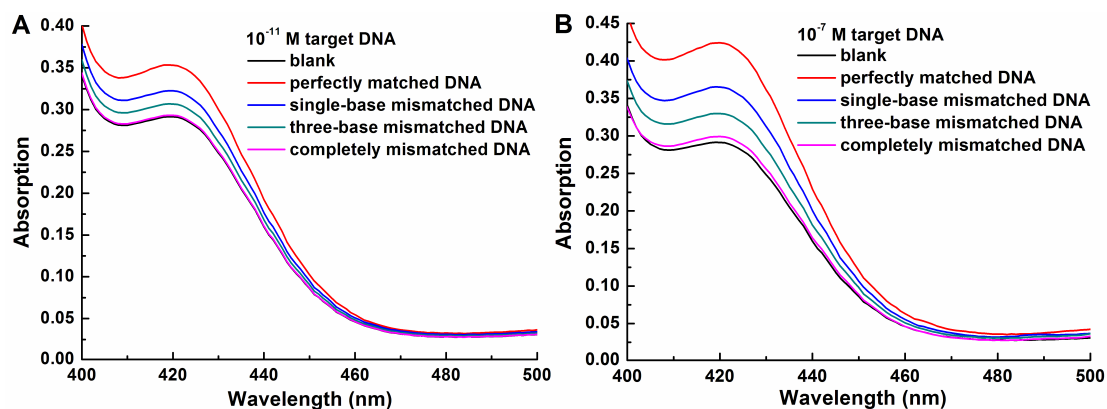 A
10⁻¹¹ M target DNA
blank
perfectly matched DNA
single-base mismatched DNA
three-base mismatched DNA
completely mismatched DNA
0.40
0.35
0.30
0.25
0.20
0.15
0.10
0.05
0.00
Absorption
400
420
440
460
480
500
Wavelength (nm)
B
10⁻⁷ M target DNA
blank
perfectly matched DNA
single-base mismatched DNA
three-base mismatched DNA
completely mismatched DNA
0.45
0.40
0.35
0.30
0.25
0.20
0.15
0.10
0.05
0.00
Absorption
400
420
440
460
480
500
Wavelength (nm)